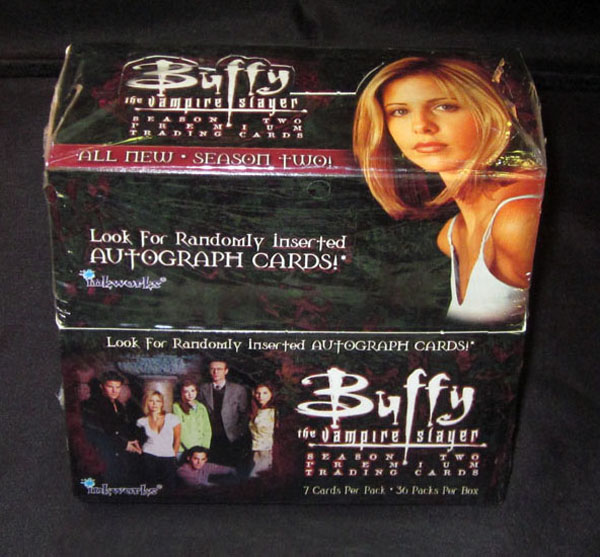 Buffy
the vampire slayer
SEASON TWO
PREMIUM
TRADING CARDS
ALL NEW • SEASON TWO!
Look For Randomly Inserted
AUTOGRAPH CARDS!*
inkworks
Look For Randomly Inserted AUTOGRAPH CARDS!*
Buffy
the vampire slayer
SEASON TWO
PREMIUM
TRADING CARDS
inkworks
7 Cards Per Pack • 36 Packs Per Box